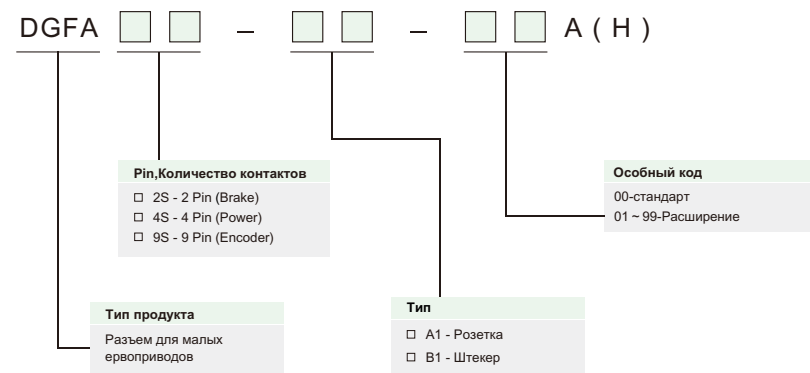 DGFA □□ – □□ – □□ A(H)
Pin,Количество контактов
□ 2S - 2 Pin (Brake)
□ 4S - 4 Pin (Power)
□ 9S - 9 Pin (Encoder)
Особный код
00-стандарт
01 ~ 99-Расширение
Тип продукта
Разъем для малых
ервоприводов
Тип
□ A1 - Розетка
□ B1 - Штекер